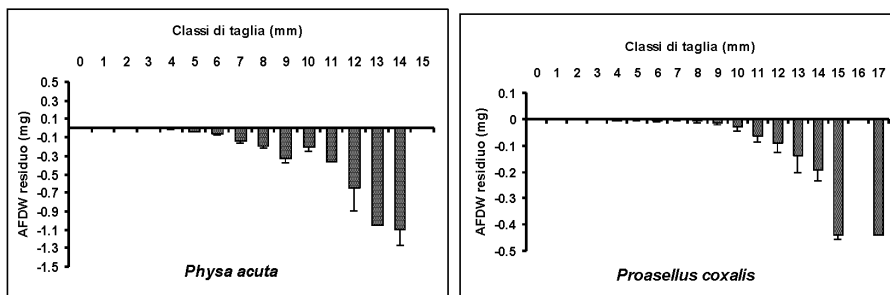 Classi di taglia (mm)
0 1 2 3 4 5 6 7 8 9 10 11 12 13 14 15
0.5
0.3
0.1
-0.1
-0.3
-0.5
-0.7
-0.9
-1.1
-1.3
-1.5
AFDW residiuo (mg)
Physa acuta
Classi di taglia (mm)
0 1 2 3 4 5 6 7 8 9 10 11 12 13 14 15 16 17
0.1
0
-0.1
-0.2
-0.3
-0.4
-0.5
AFDW residiuo (mg)
Proasellus coxalis